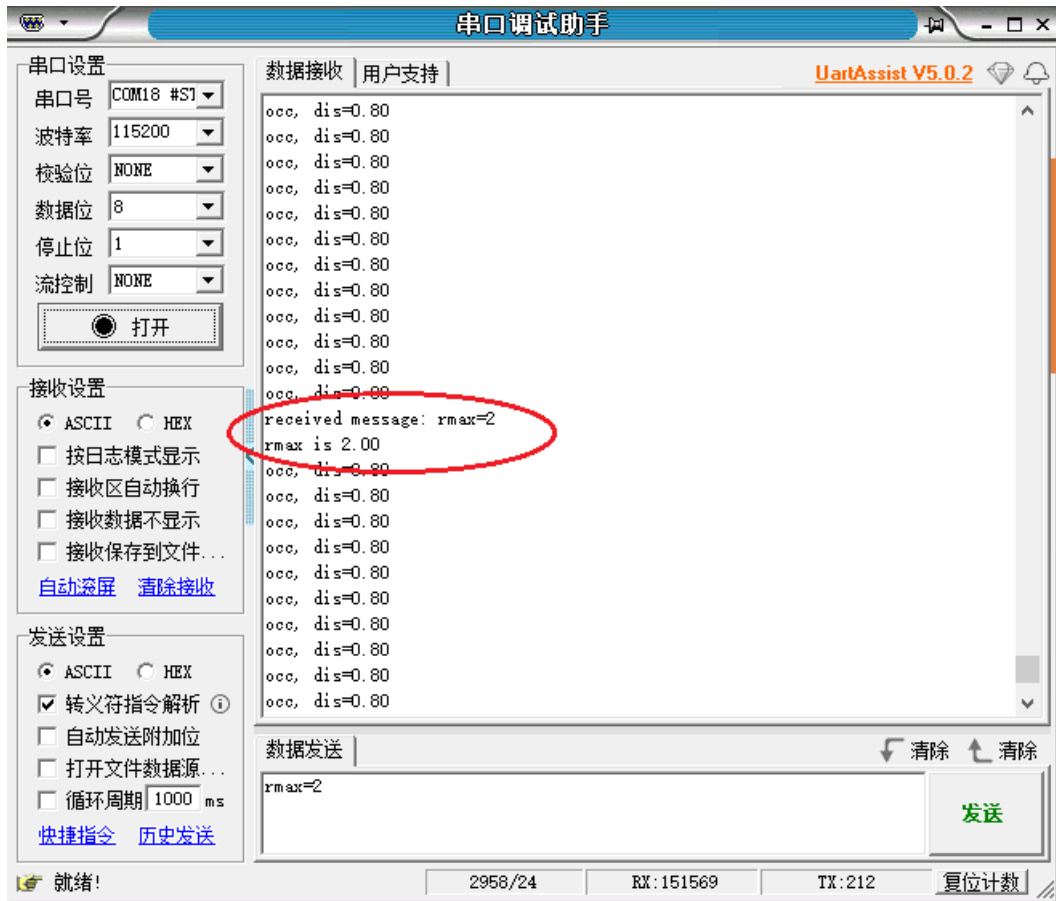 串口调试助手
串口设置
串口号 COM18 #ST
波特率 115200
校验位 NONE
数据位 8
停止位 1
流控制 NONE
打开
接收设置
ASCII HEX
按日志模式显示
接收区自动换行
接收数据不显示
接收保存到文件...
自动滚屏 清除接收
发送设置
ASCII HEX
转义符指令解析
自动发送附加位
打开文件数据源...
循环周期 1000 ms
快捷指令 历史发送
数据接收 用户支持 UartAssist V5.0.2
occ, dis=0.80
occ, dis=0.80
occ, dis=0.80
occ, dis=0.80
occ, dis=0.80
occ, dis=0.80
occ, dis=0.80
occ, dis=0.80
occ, dis=0.80
occ, dis=0.80
occ, dis=0.80
occ, dis=0.80
received message: rmax=2
rmax is 2.00
occ, dis=0.80
occ, dis=0.80
occ, dis=0.80
occ, dis=0.80
occ, dis=0.80
occ, dis=0.80
occ, dis=0.80
occ, dis=0.80
occ, dis=0.80
occ, dis=0.80
数据发送 清除 清除
rmax=2
发送
就绪! 2958/24 RX:151569 TX:212 复位计数